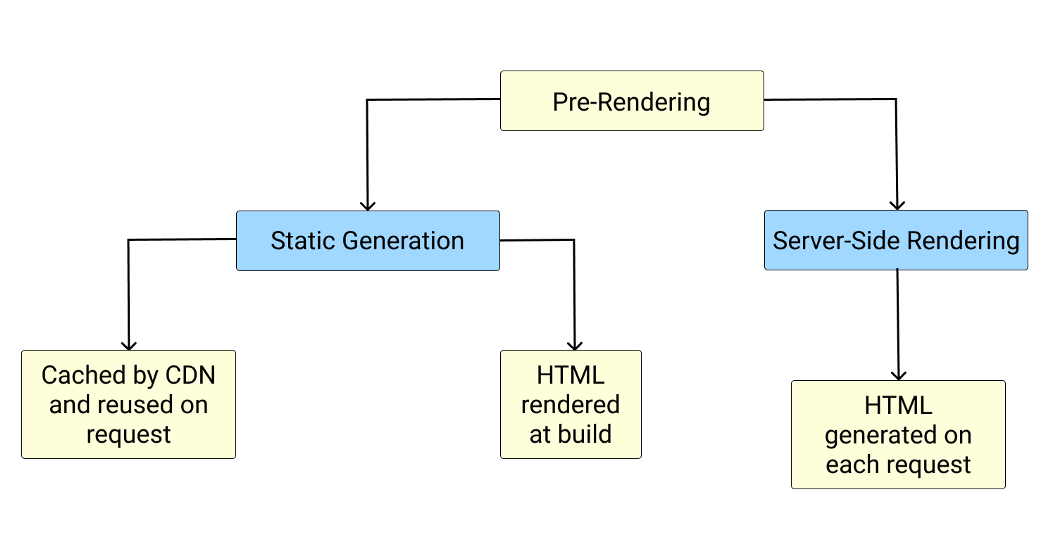 Pre-Rendering
Static Generation
Server-Side Rendering
Cached by CDN
and reused on
request
HTML
rendered
at build
HTML
generated on
each request